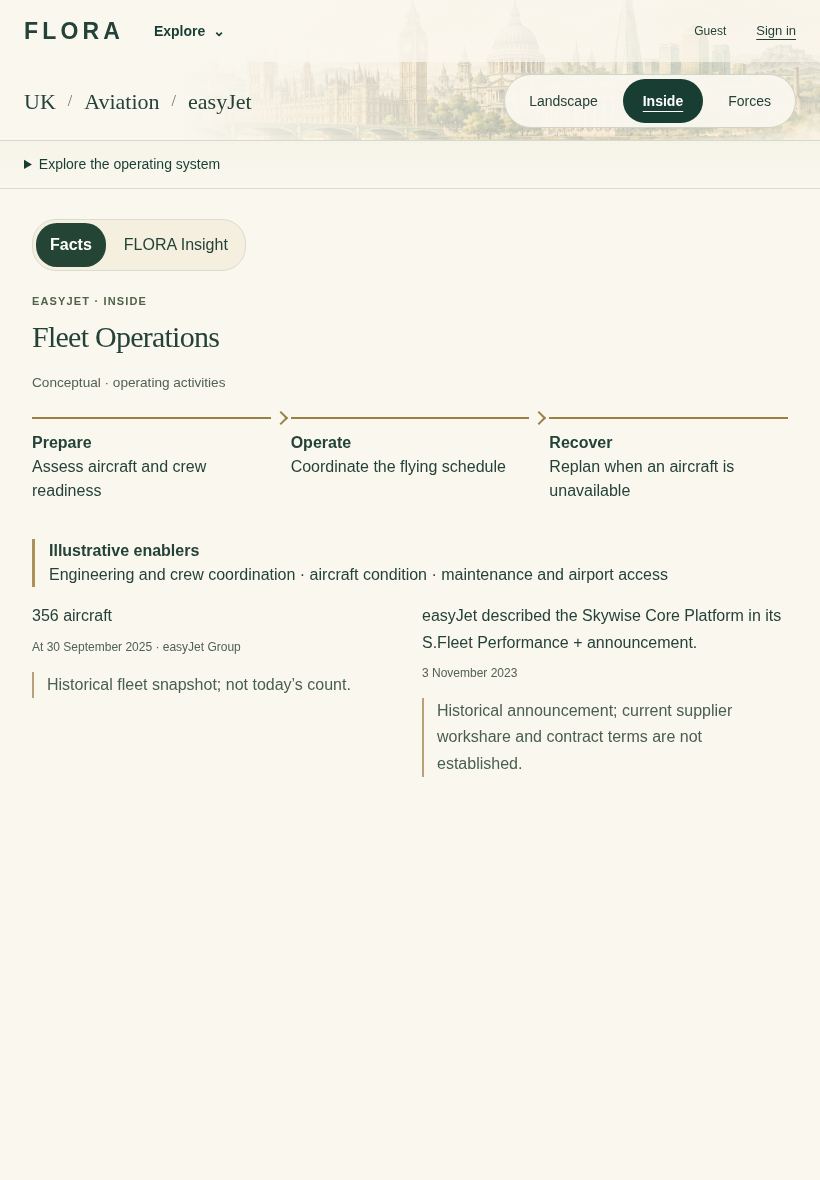 FLORA
Explore
Guest
Sign in
UK / Aviation / easyJet
Landscape
Inside
Forces
Explore the operating system
Facts
FLORA Insight
EASYJET · INSIDE
Fleet Operations
Conceptual · operating activities
Prepare
Assess aircraft and crew
readiness
Operate
Coordinate the flying schedule
Recover
Replan when an aircraft is
unavailable
Illustrative enablers
Engineering and crew coordination · aircraft condition · maintenance and airport access
356 aircraft
At 30 September 2025 · easyJet Group
Historical fleet snapshot; not today's count.
easyJet described the Skywise Core Platform in its
S.Fleet Performance + announcement.
3 November 2023
Historical announcement; current supplier
workshare and contract terms are not
established.